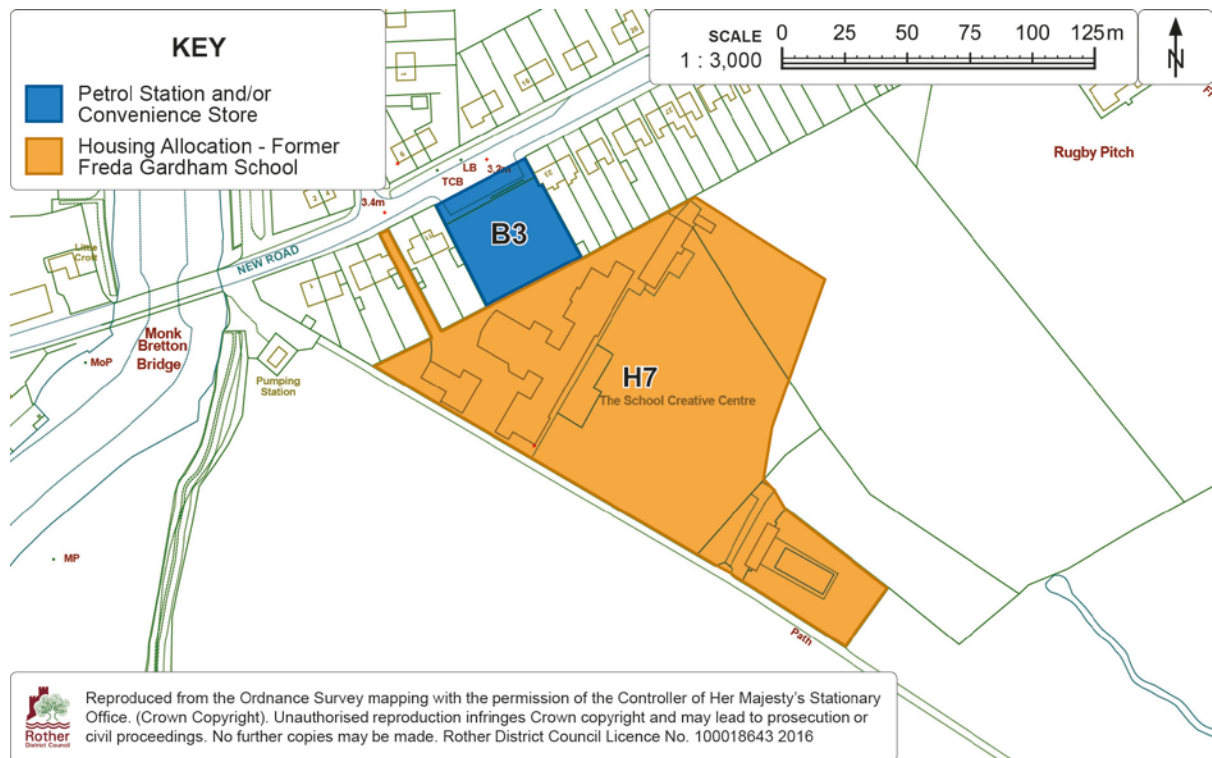 KEY
Petrol Station and/or
Convenience Store
Housing Allocation - Former
Freda Gardham School
SCALE
1 : 3,000
0 25 50 75 100 125m
N
Rugby Pitch
LB
3.2m
TCB
3.4m
NEW ROAD
B3
Little
Croft
Monk
Bretton
Bridge
MoP
Pumping
Station
H7
The School Creative Centre
MP
Path
1
11
23
37
51
Rother
District Council
Reproduced from the Ordnance Survey mapping with the permission of the Controller of Her Majesty's Stationary
Office. (Crown Copyright). Unauthorised reproduction infringes Crown copyright and may lead to prosecution or
civil proceedings. No further copies may be made. Rother District Council Licence No. 100018643 2016